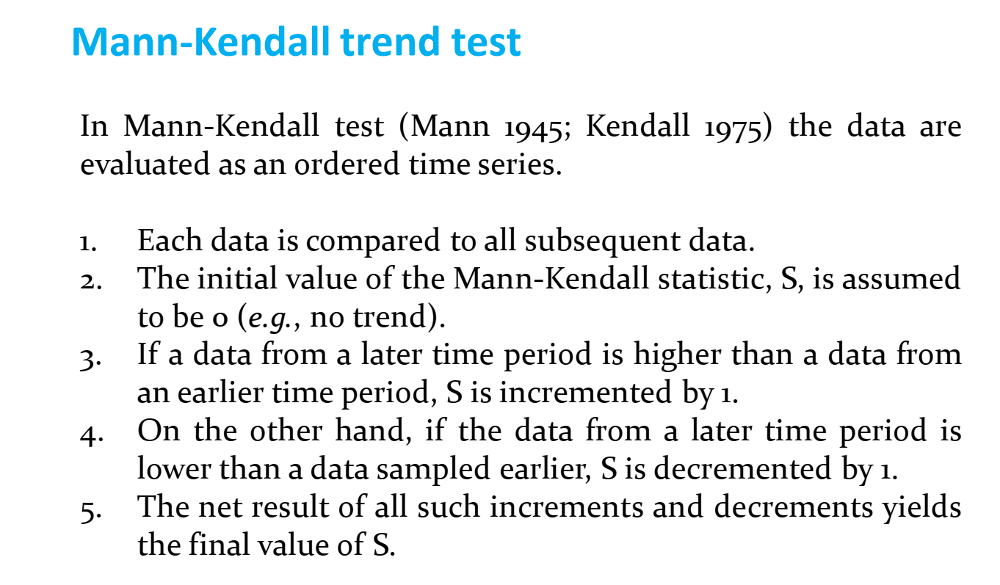 Mann-Kendall trend test
In Mann-Kendall test (Mann 1945; Kendall 1975) the data are
evaluated as an ordered time series.
1. Each data is compared to all subsequent data.
2. The initial value of the Mann-Kendall statistic, S, is assumed
to be 0 (e.g., no trend).
3. If a data from a later time period is higher than a data from
an earlier time period, S is incremented by 1.
4. On the other hand, if the data from a later time period is
lower than a data sampled earlier, S is decremented by 1.
5. The net result of all such increments and decrements yields
the final value of S.